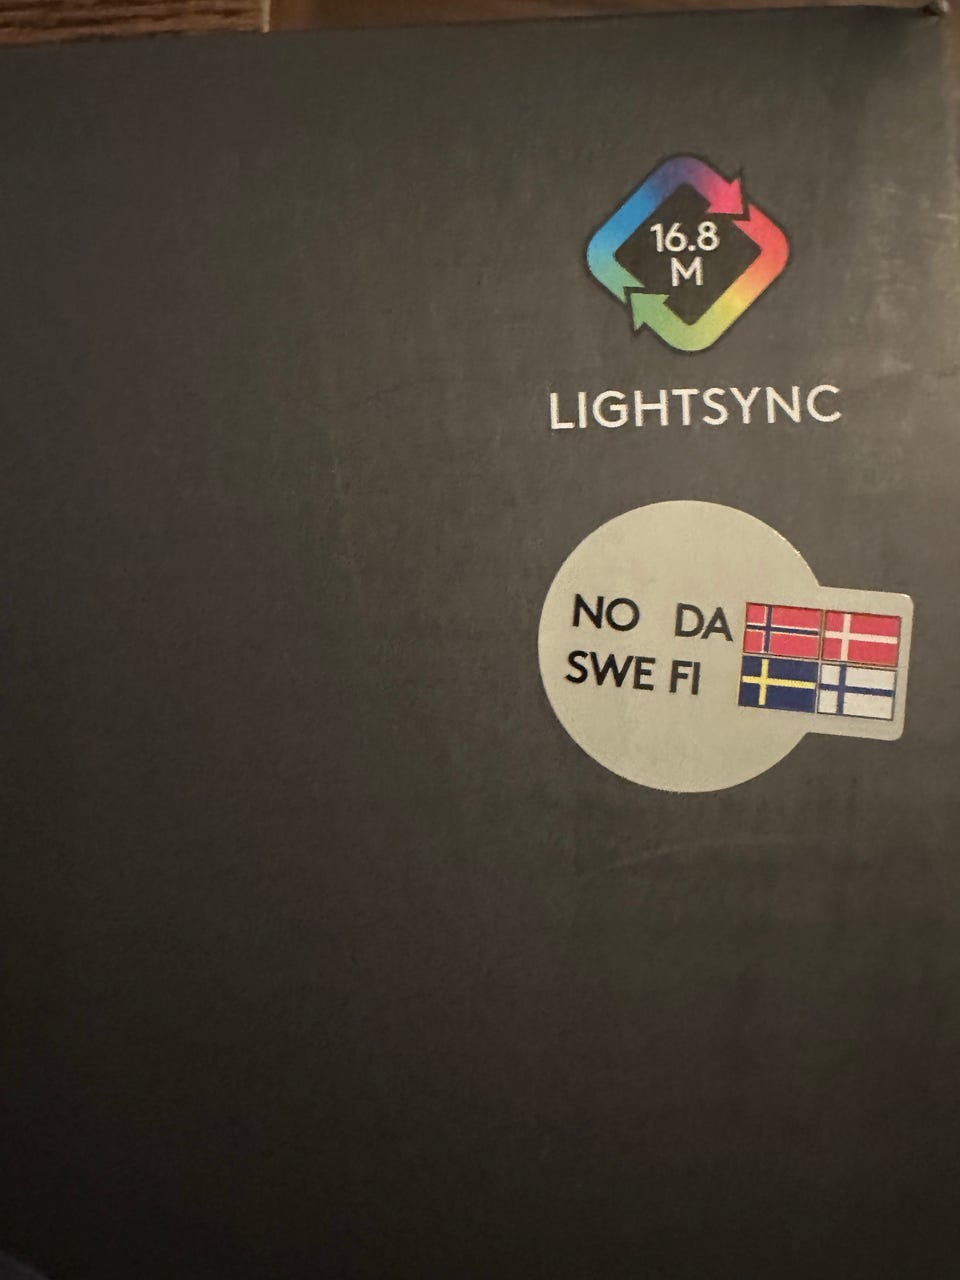 16.8
M
LIGHTSYNC
NO DA
SWE FI